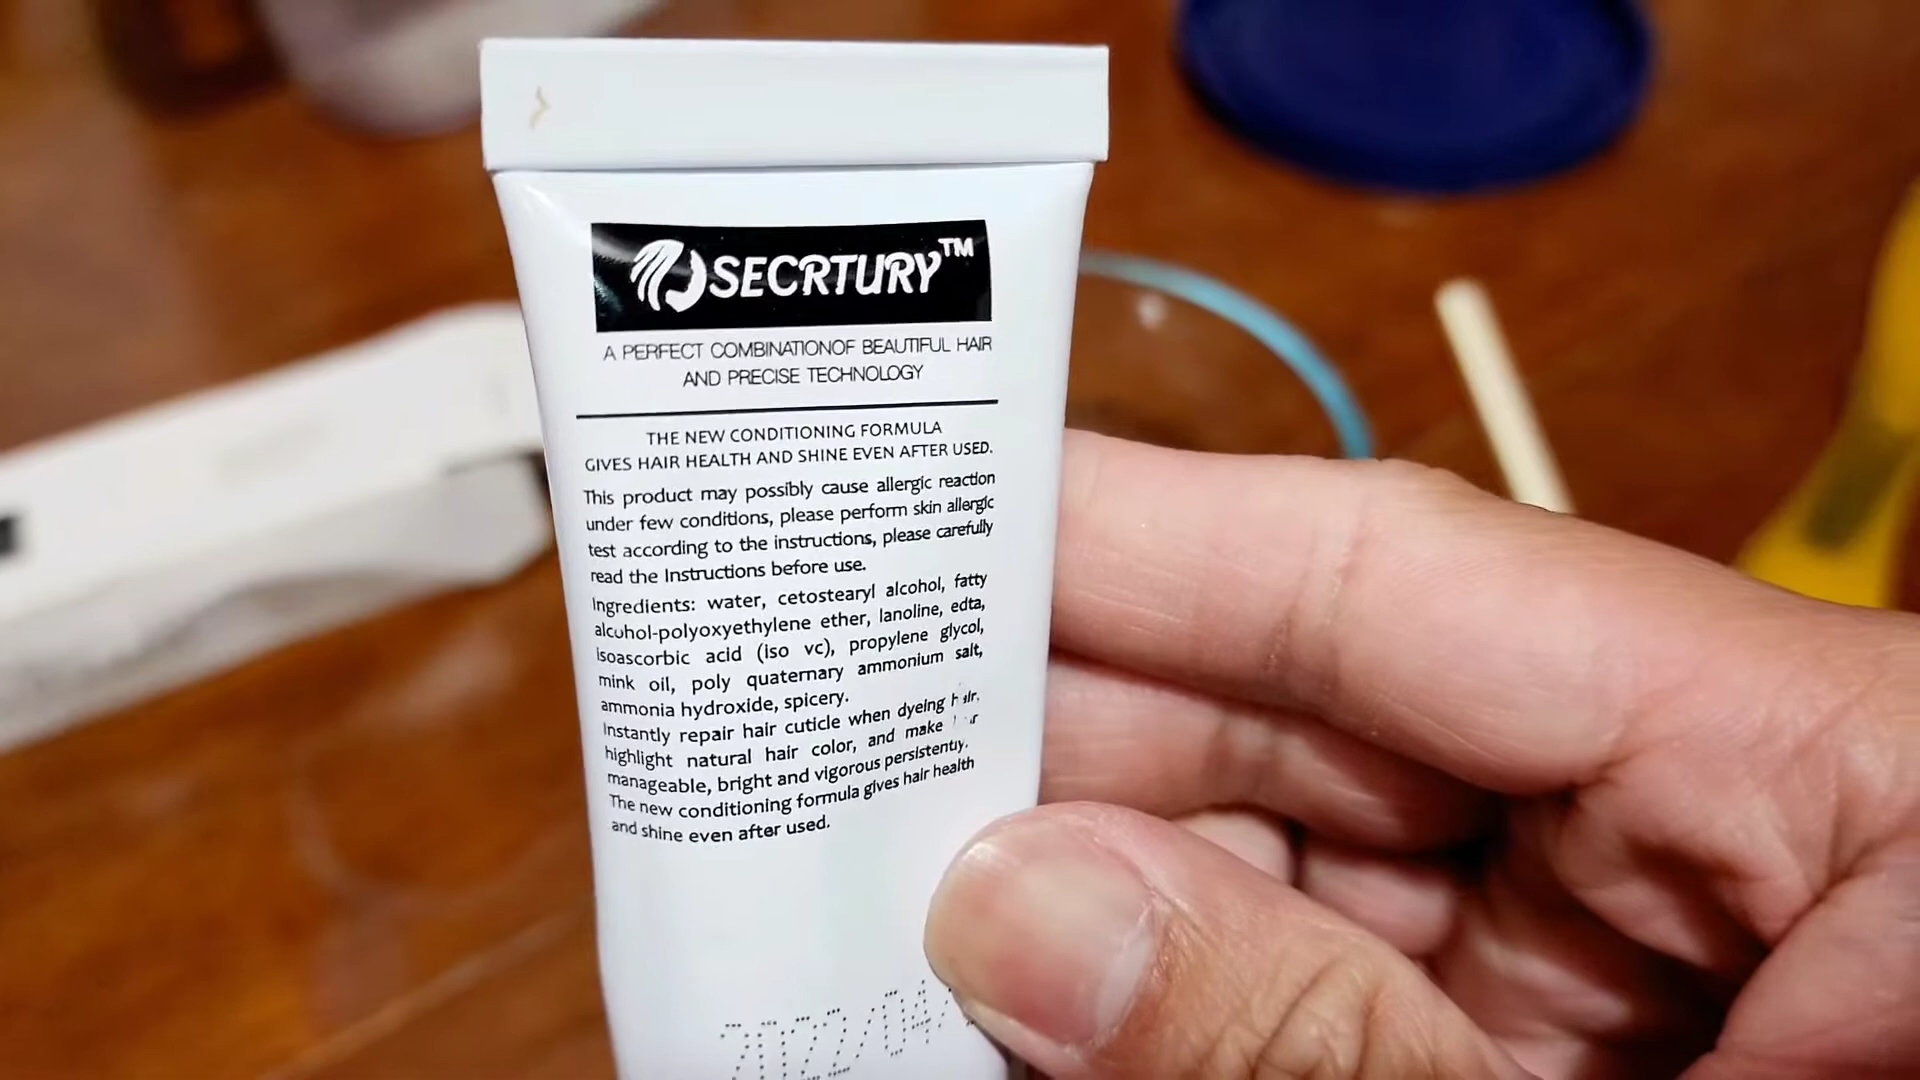 SECRTURY™
A PERFECT COMBINATIONOF BEAUTIFUL HAIR
AND PRECISE TECHNOLOGY
THE NEW CONDITIONING FORMULA
GIVES HAIR HEALTH AND SHINE EVEN AFTER USED.
This product may possibly cause allergic reaction
under few conditions, please perform skin allergic
test according to the instructions, please carefully
read the Instructions before use.
Ingredients: water, cetostearyl alcohol, fatty
alcohol-polyoxyethylene ether, lanoline, edta,
isoascorbic acid (iso vc), propylene glycol,
mink oil, poly quaternary ammonium salt,
ammonia hydroxide, spicery.
Instantly repair hair cuticle when dyeing hair.
highlight natural hair color, and make
manageable, bright and vigorous persistently.
The new conditioning formula gives hair health
and shine even after used.
2022/04/